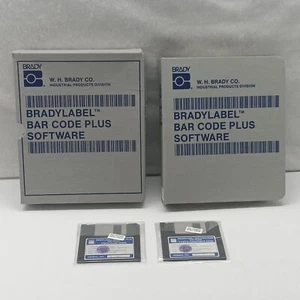 BRADY
W. H. BRADY CO.
INDUSTRIAL PRODUCTS DIVISION
BRADYLABEL™
BAR CODE PLUS
SOFTWARE
BRADY
W. H. BRADY CO.
INDUSTRIAL PRODUCTS DIVISION
BRADYLABEL™
BAR CODE PLUS
SOFTWARE